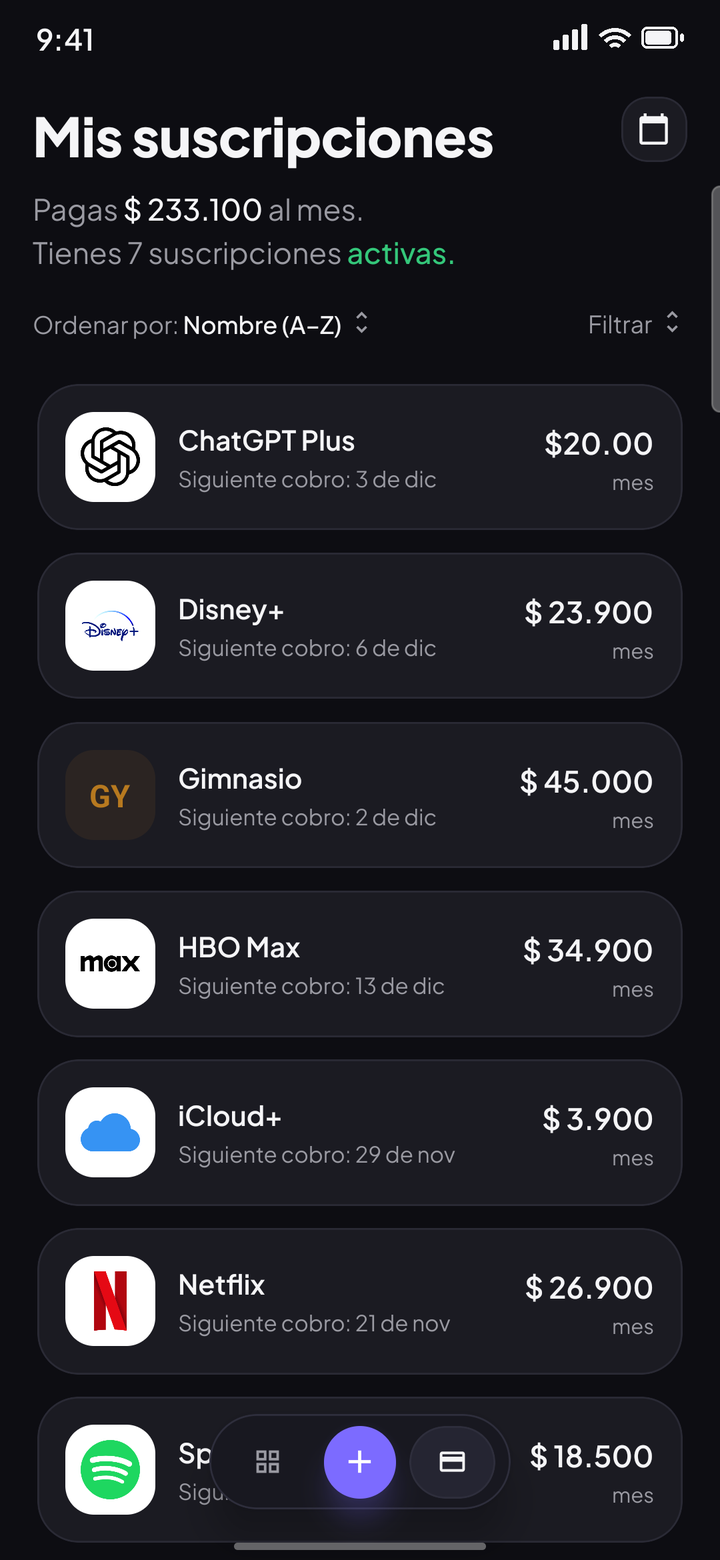 9:41
Mis suscripciones
Pagas $ 233.100 al mes.
Tienes 7 suscripciones activas.
Ordenar por: Nombre (A–Z)
Filtrar
ChatGPT Plus
$20.00
Siguiente cobro: 3 de dic
mes
Disney+
Disney+
$ 23.900
Siguiente cobro: 6 de dic
mes
GY
Gimnasio
$ 45.000
Siguiente cobro: 2 de dic
mes
max
HBO Max
$ 34.900
Siguiente cobro: 13 de dic
mes
iCloud+
$ 3.900
Siguiente cobro: 29 de nov
mes
N
Netflix
$ 26.900
Siguiente cobro: 21 de nov
mes
$ 18.500
mes